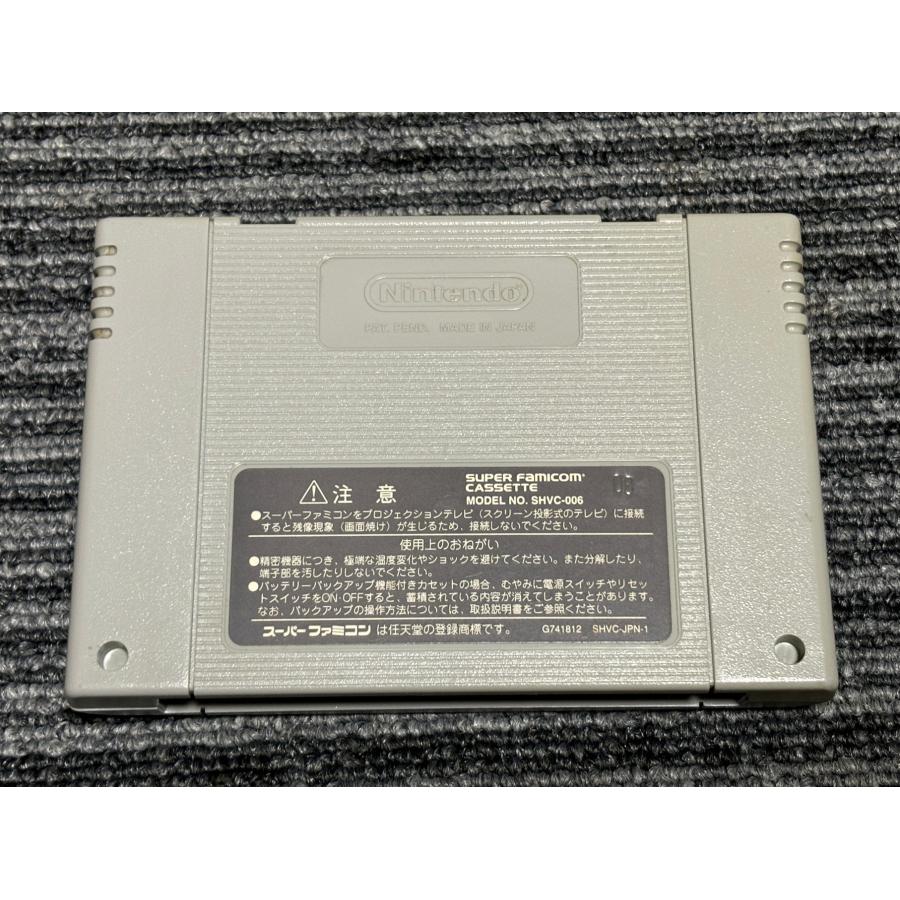 Nintendo®
PAT. PEND. MADE IN JAPAN
⚠注意
SUPER FAMICOM®
CASSETTE
MODEL NO. SHVC-006
●スーパーファミコンをプロジェクションテレビ(スクリーン投影式のテレビ)に接続
すると残像現象(画面焼け)が生じるため、接続しないでください。
使用上のおねがい
●精密機器につき、極端な温度変化やショックを避けてください。また分解したり、
端子部を汚したりしないでください。
●バッテリーバックアップ機能付きカセットの場合、むやみに電源スイッチやリセッ
トスイッチをON・OFFすると、蓄積されている内容が消えてしまうことがあります。
なお、バックアップの操作方法については、取扱説明書をご参照ください。
スーパーファミコンは任天堂の登録商標です。 G741812 SHVC-JPN-1